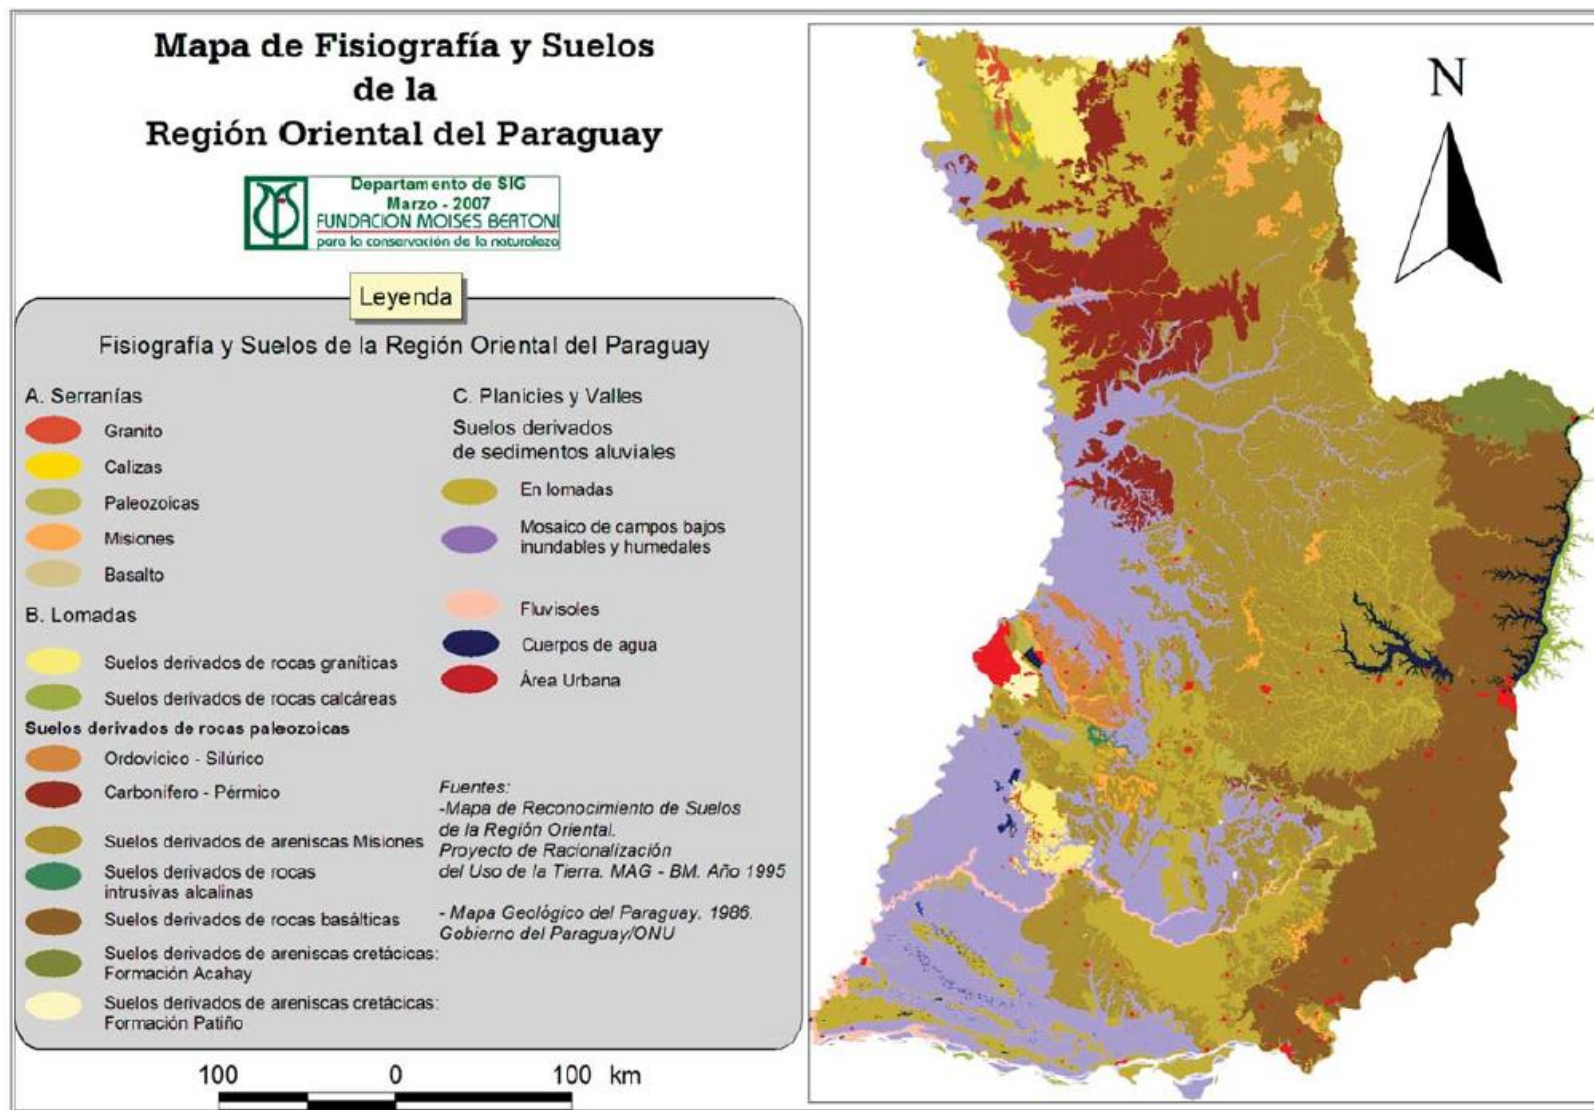 Mapa de Fisiografía y Suelos
de la
Región Oriental del Paraguay
Departamento de SIG
Marzo - 2007
FUNDACION MOISES BERTONI
para la conservación de la naturaleza
Leyenda
Fisiografía y Suelos de la Región Oriental del Paraguay
A. Serranías
Granito
Calizas
Paleozoicas
Misiones
Basalto
B. Lomadas
Suelos derivados de rocas graníticas
Suelos derivados de rocas calcáreas
Suelos derivados de rocas paleozoicas
Ordovícico - Silúrico
Carbonífero - Pérmico
Suelos derivados de areniscas Misiones
Suelos derivados de rocas
intrusivas alcalinas
Suelos derivados de rocas basálticas
Suelos derivados de areniscas cretácicas:
Formación Acahay
Suelos derivados de areniscas cretácicas:
Formación Patiño
C. Planicies y Valles
Suelos derivados
de sedimentos aluviales
En lomadas
Mosaico de campos bajos
inundables y humedales
Fluvisoles
Cuerpos de agua
Área Urbana
Fuentes:
-Mapa de Reconocimiento de Suelos
de la Región Oriental.
Proyecto de Racionalización
del Uso de la Tierra. MAG - BM. Año 1995
- Mapa Geológico del Paraguay. 1986.
Gobierno del Paraguay/ONU
100 0 100 km
N